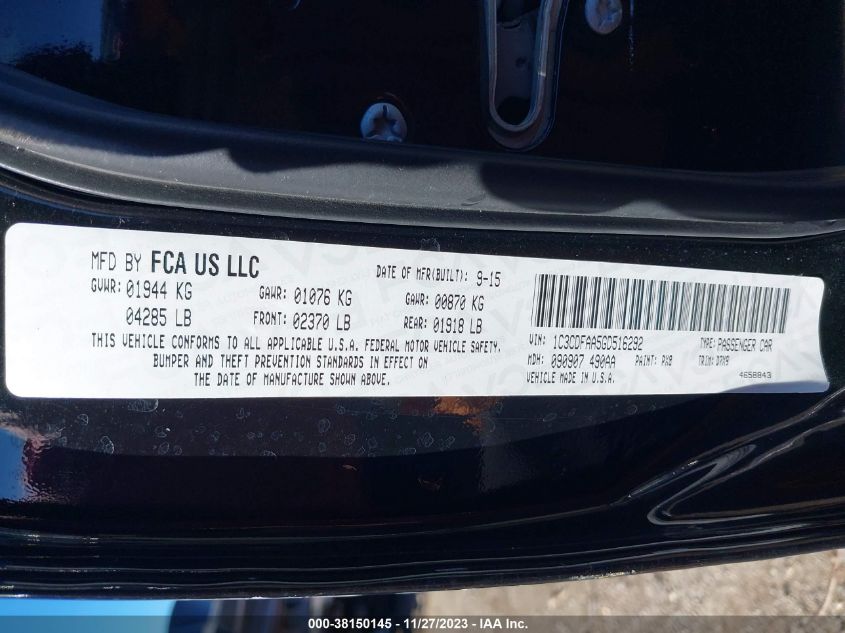 MFD BY FCA US LLC
DATE OF MFR(BUILT): 9-15
GVWR: 01944 KG
GAWR: 01076 KG
GAWR: 00870 KG
04285 LB
FRONT: 02370 LB
REAR: 01918 LB
THIS VEHICLE CONFORMS TO ALL APPLICABLE U.S.A. FEDERAL MOTOR VEHICLE SAFETY,
BUMPER AND THEFT PREVENTION STANDARDS IN EFFECT ON
THE DATE OF MANUFACTURE SHOWN ABOVE.
VIN: 1C3CDFAA5GD516292
TYPE: PASSENGER CAR
MDH: 090907 490AA
PAINT: PX8
TRIM: DPX9
VEHICLE MADE IN U.S.A.
4658843
000-38150145 - 11/27/2023 - IAA Inc.